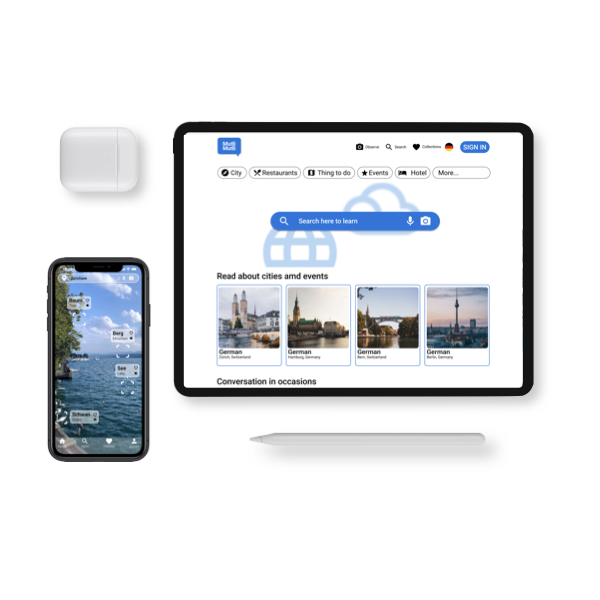 Multi
Multi
Observe
Search
Collections
SIGN IN
City
Restaurants
Thing to do
Events
Hotel
More...
Search here to learn
Read about cities amd events
German
Zürich, Switzerland
German
Hamburg, Germany
German
Bern, Switzerland
German
Berlin, Germany
Conversation in occasions
Baum
Berg
See
Schwan